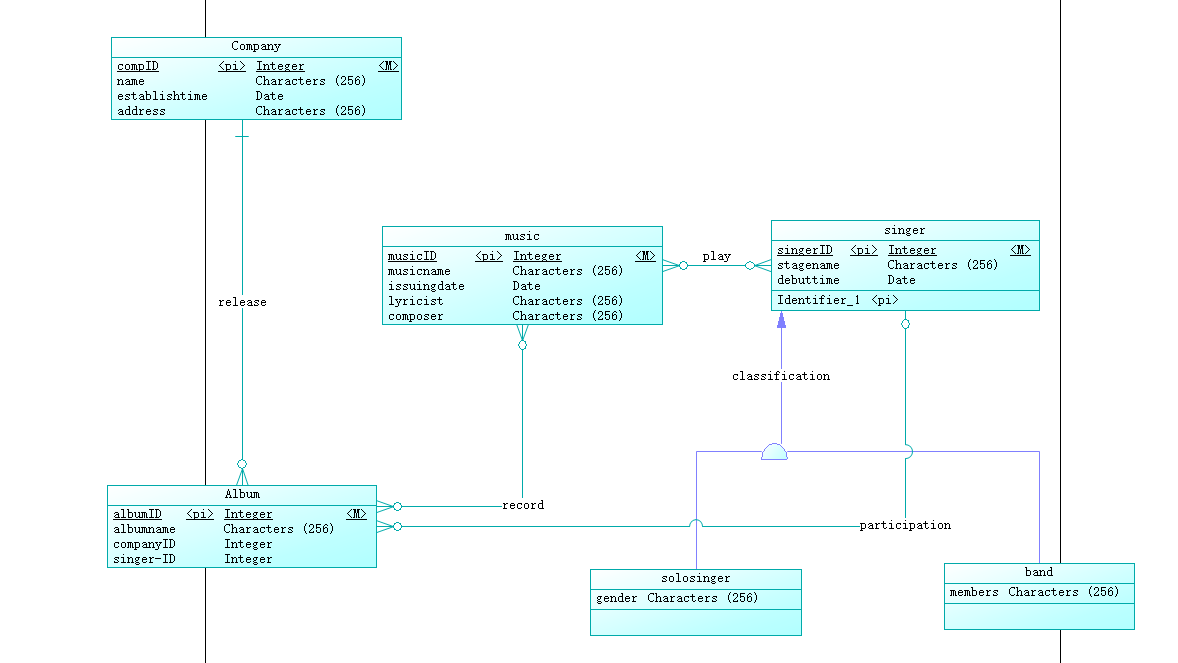 Company
compID <pi> Integer <M>
name Characters (256)
establishtime Date
address Characters (256)
music
musicID <pi> Integer <M>
musicname Characters (256)
issuingdate Date
lyricist Characters (256)
composer Characters (256)
play
singer
singerID <pi> Integer <M>
stagename Characters (256)
debuttime Date
Identifier_1 <pi>
release
classification
Album
albumID <pi> Integer <M>
albumname Characters (256)
companyID Integer
singer-ID Integer
record
participation
solosinger
gender Characters (256)
band
members Characters (256)